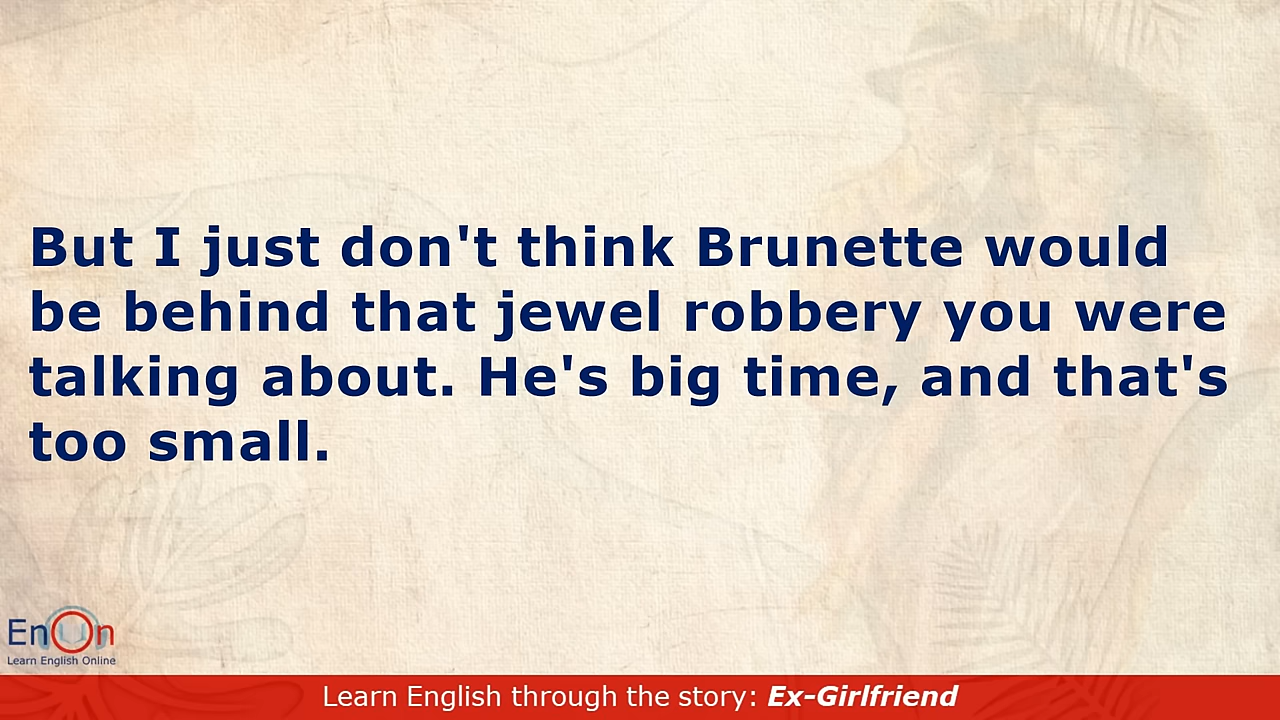 But I just don't think Brunette would
be behind that jewel robbery you were
talking about. He's big time, and that's
too small.
EnOn
Learn English Online
Learn English through the story: Ex-Girlfriend